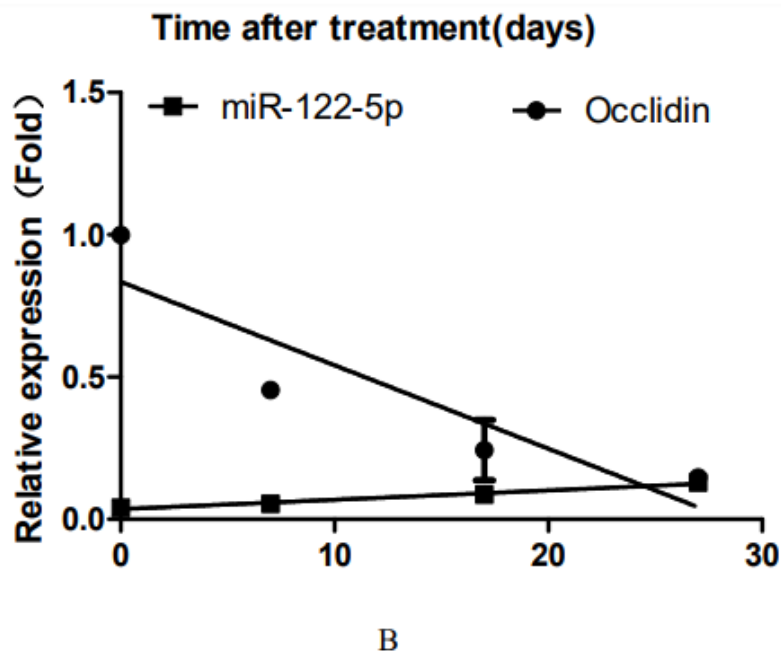 Time after treatment(days)
1.5
miR-122-5p
Occlidin
Relative expression（Fold）
1.0
0.5
0.0
0 10 20 30
B